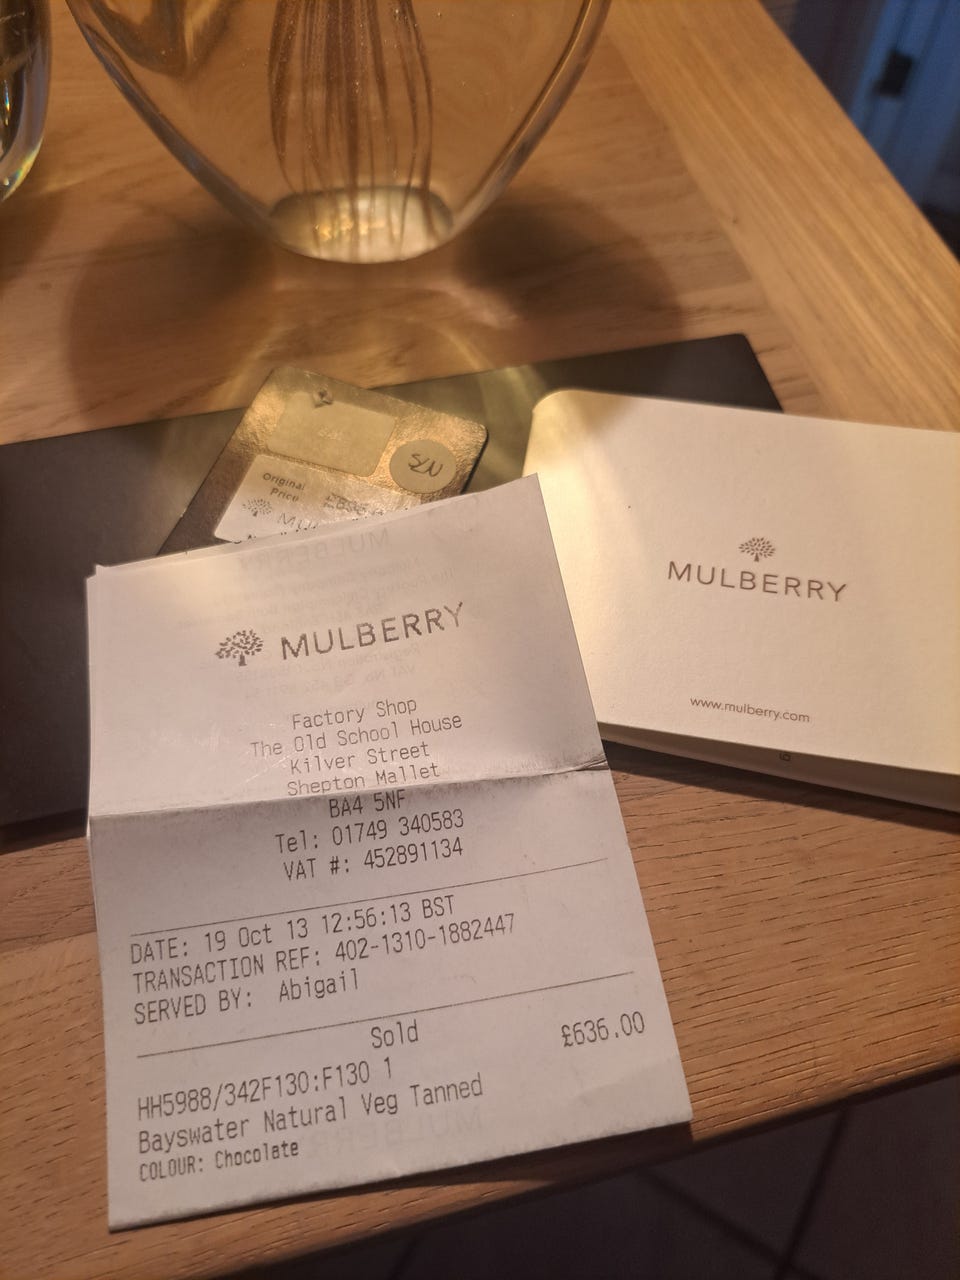 SLN
Original
Price
MULBERRY
Factory Shop
The Old School House
Kilver Street
Shepton Mallet
BA4 5NF
Tel: 01749 340583
VAT #: 452891134
DATE: 19 Oct 13 12:56:13 BST
TRANSACTION REF: 402-1310-1882447
SERVED BY: Abigail
Sold
HH5988/342F130:F130 1 £636.00
Bayswater Natural Veg Tanned
COLOUR: Chocolate
MULBERRY
www.mulberry.com